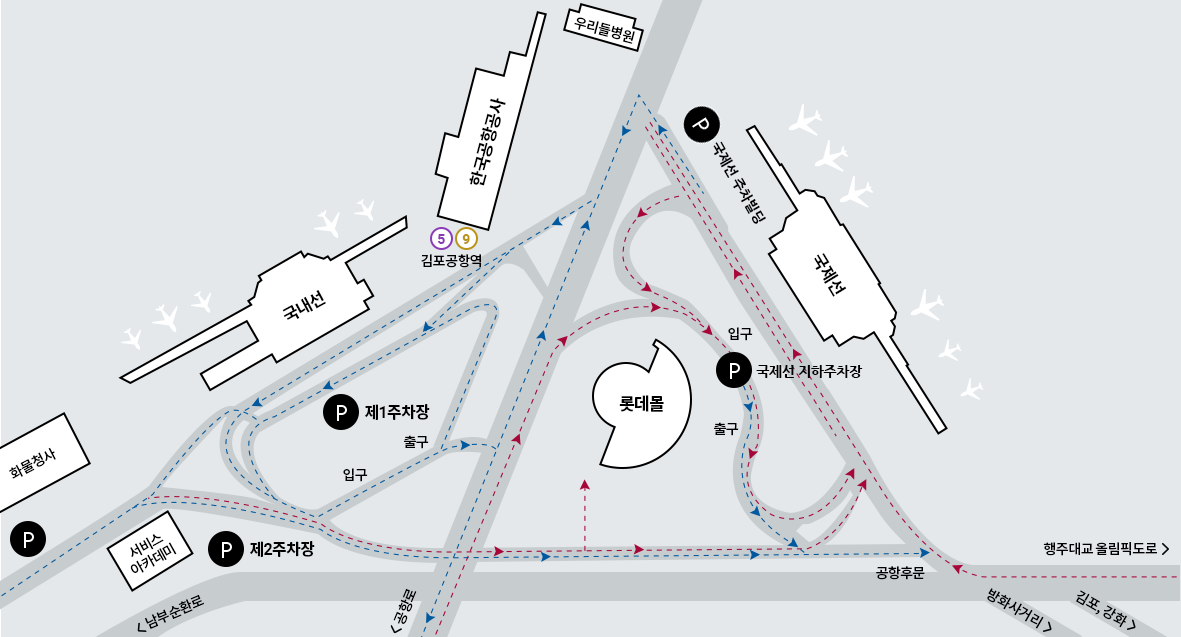 우리들병원
한국공항공사
P
국제선 주차빌딩
5 9
김포공항역
국내선
국제선
입구
P 국제선 지하주차장
롯데몰
P 제1주차장
출구
출구
입구
화물청사
P
서비스
아카데미
P 제2주차장
행주대교 올림픽도로 >
공항후문
< 남부순환로
< 공항로
방화사거리 >
김포, 강화 >